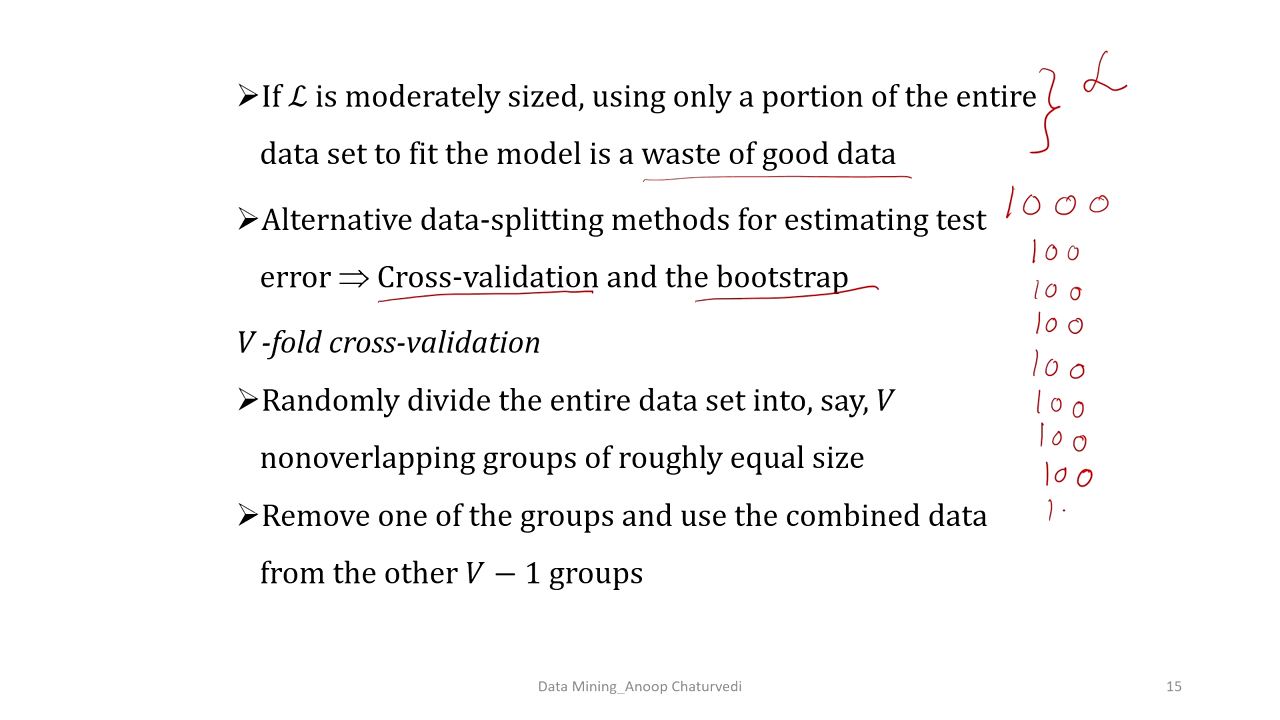 ➢If ℒ is moderately sized, using only a portion of the entire
data set to fit the model is a waste of good data
ℒ
➢Alternative data-splitting methods for estimating test
error ⟹ Cross-validation and the bootstrap
1000
100
100
100
100
100
100
100
1.
V -fold cross-validation
➢Randomly divide the entire data set into, say, V
nonoverlapping groups of roughly equal size
➢Remove one of the groups and use the combined data
from the other V − 1 groups
Data Mining_Anoop Chaturvedi
15